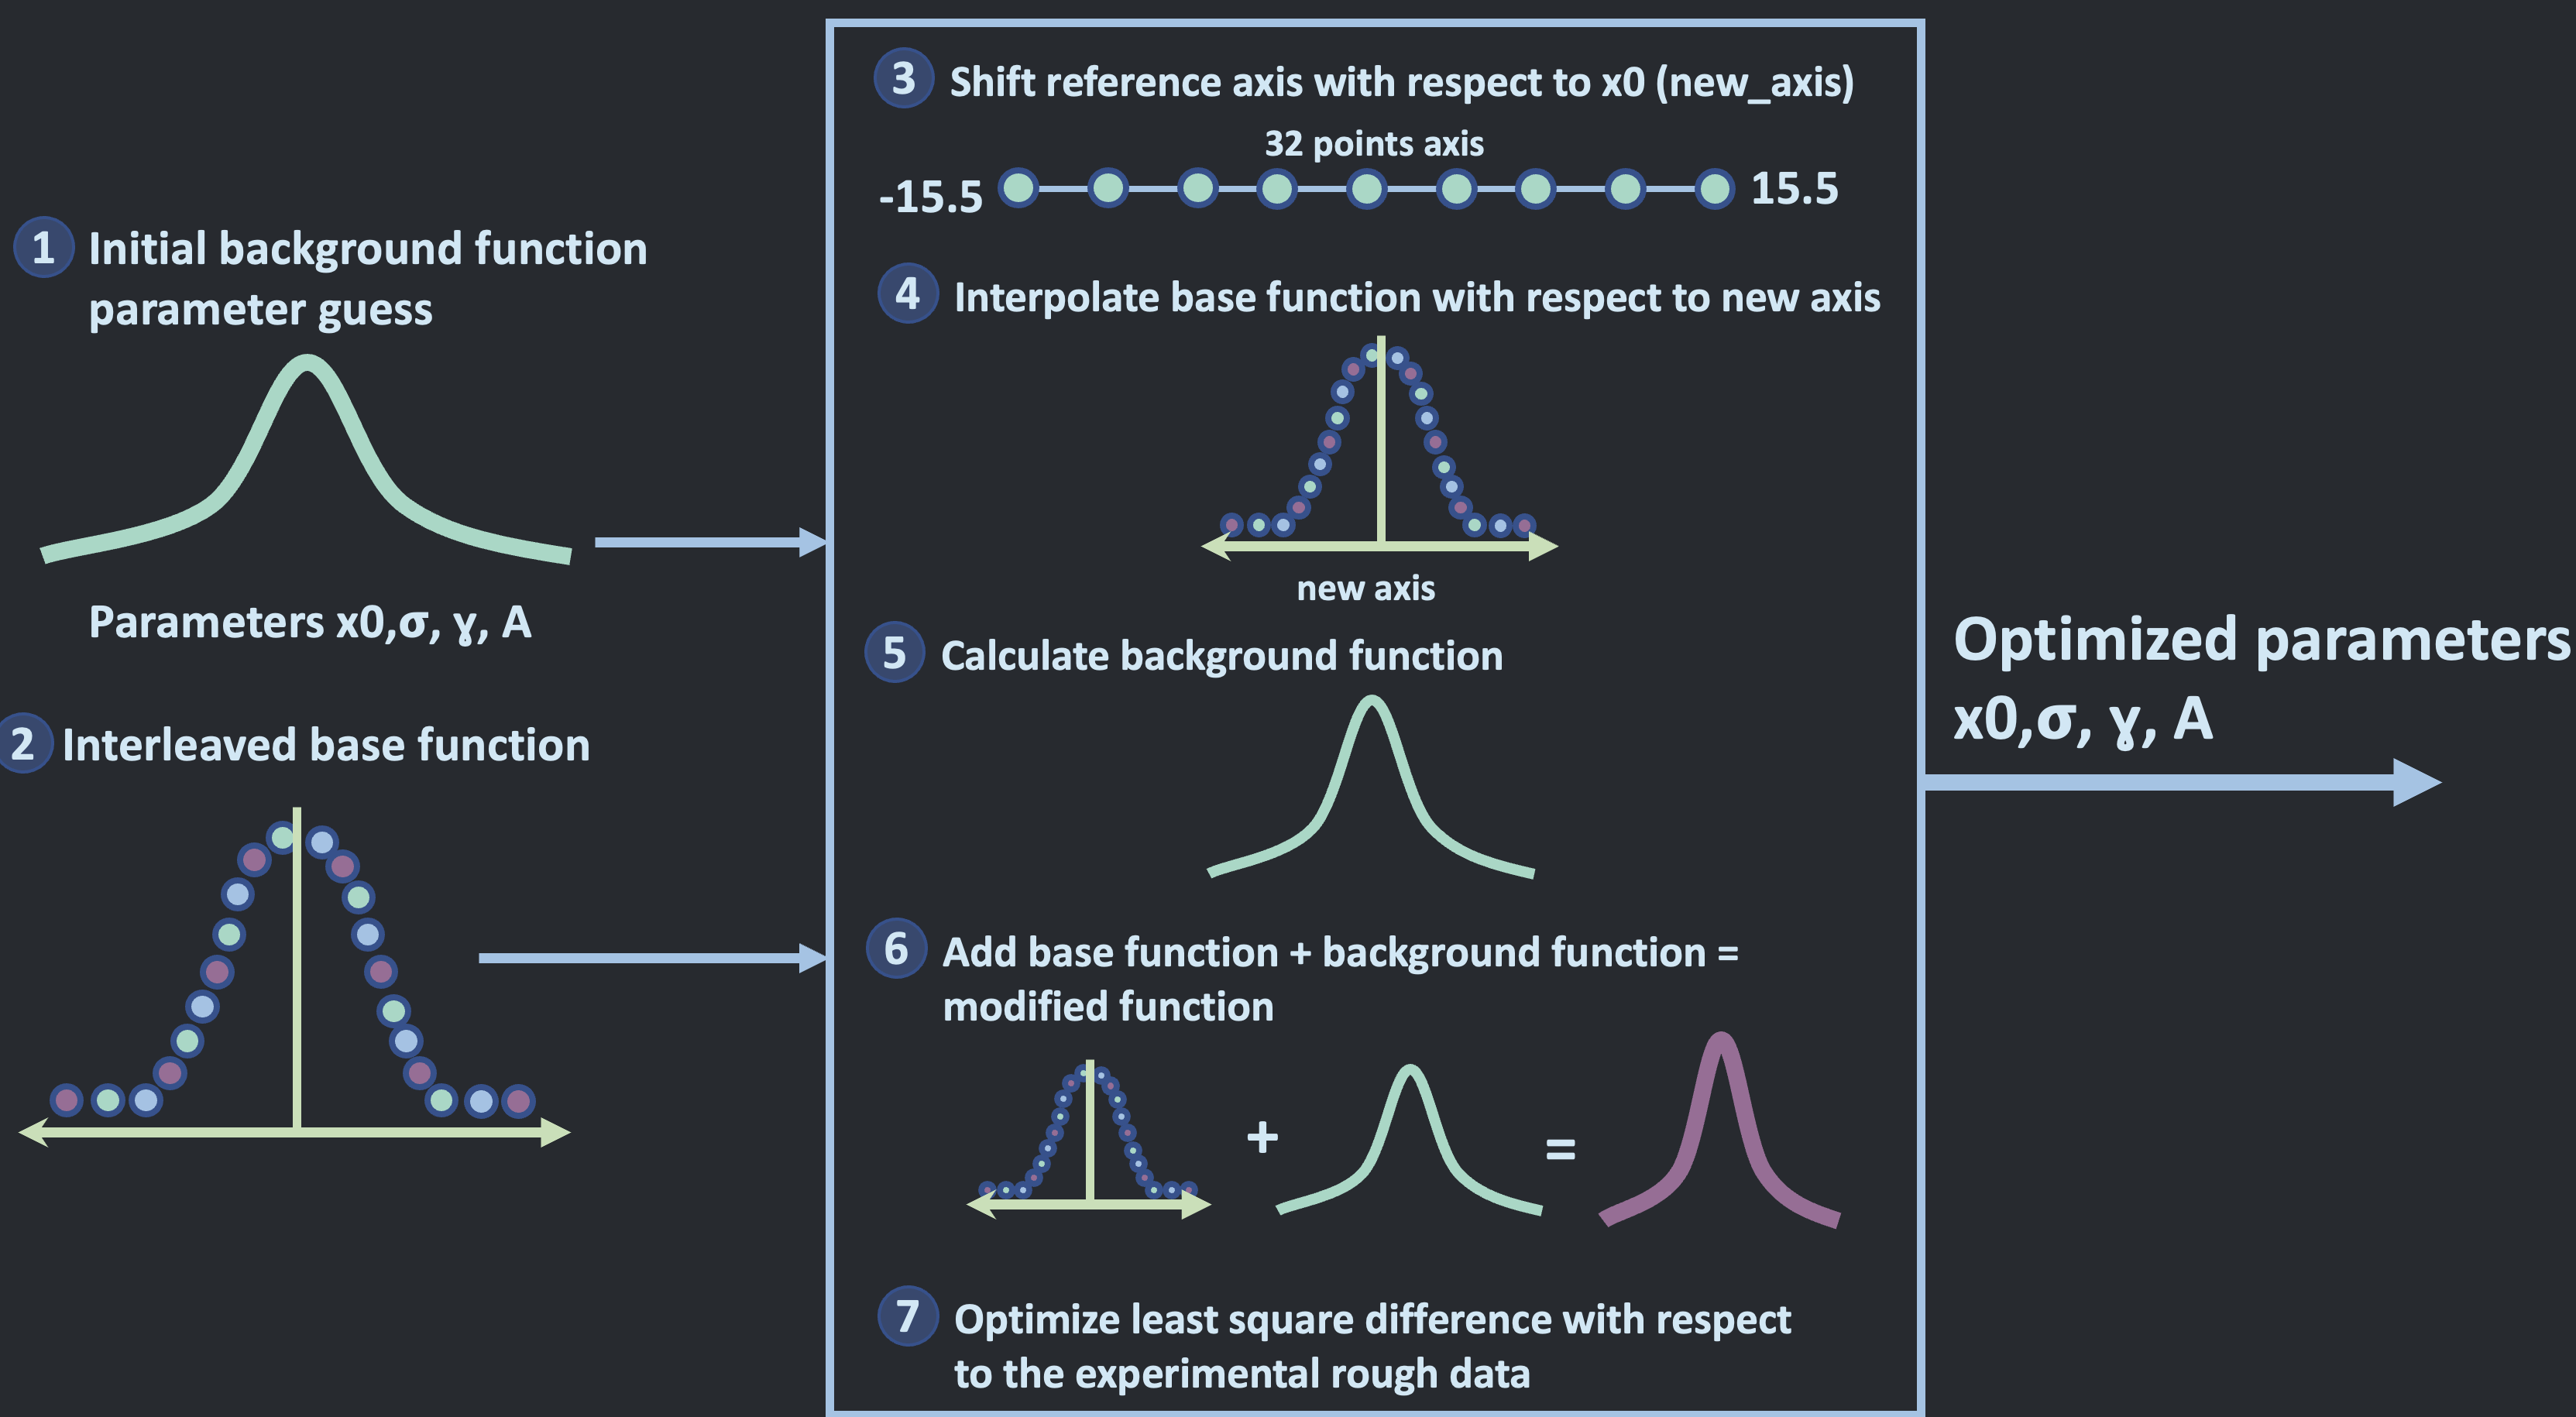 1 Initial background function
parameter guess
Parameters x0,σ, ɣ, A
2 Interleaved base function
3 Shift reference axis with respect to x0 (new_axis)
32 points axis
-15.5 15.5
4 Interpolate base function with respect to new axis
new axis
5 Calculate background function
6 Add base function + background function =
modified function
+ =
7 Optimize least square difference with respect
to the experimental rough data
Optimized parameters
x0,σ, ɣ, A